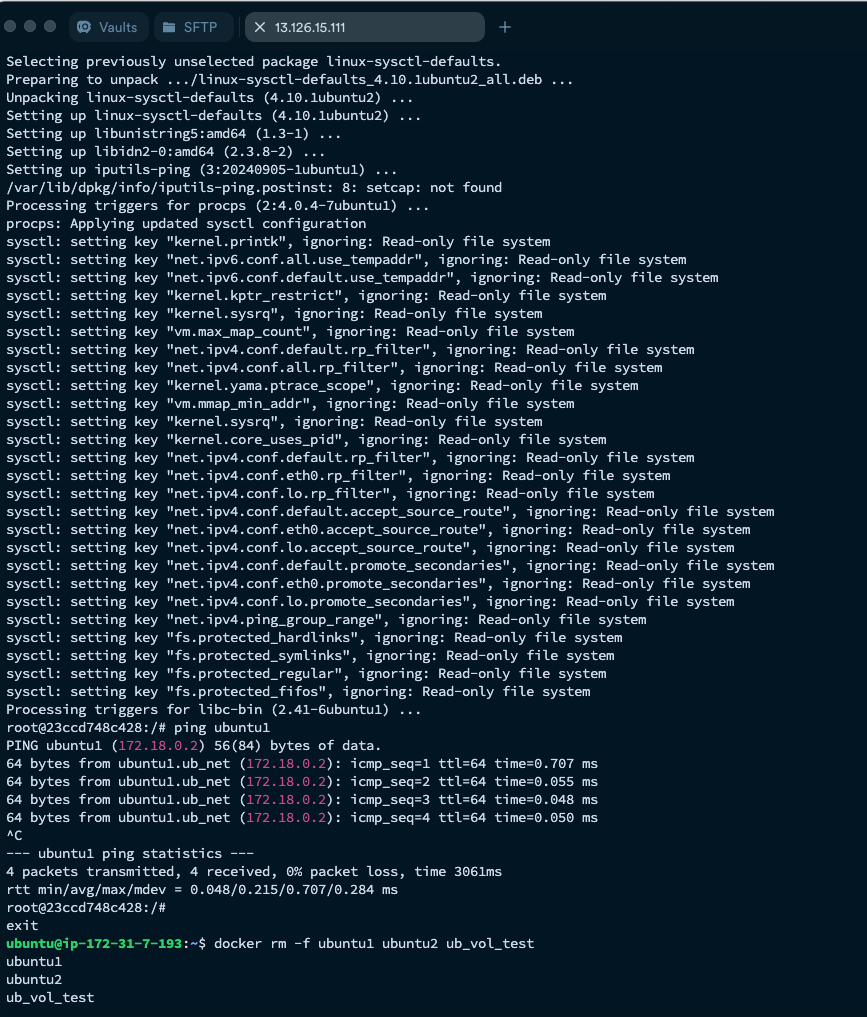 Vaults SFTP 13.126.15.111
Selecting previously unselected package linux-sysctl-defaults.
Preparing to unpack .../linux-sysctl-defaults_4.10.1ubuntu2_all.deb ...
Unpacking linux-sysctl-defaults (4.10.1ubuntu2) ...
Setting up linux-sysctl-defaults (4.10.1ubuntu2) ...
Setting up libunistring5:amd64 (1.3-1) ...
Setting up libidn2-0:amd64 (2.3.8-2) ...
Setting up iputils-ping (3:20240905-1ubuntu1) ...
/var/lib/dpkg/info/iputils-ping.postinst: 8: setcap: not found
Processing triggers for procps (2:4.0.4-7ubuntu1) ...
procps: Applying updated sysctl configuration
sysctl: setting key "kernel.printk", ignoring: Read-only file system
sysctl: setting key "net.ipv6.conf.all.use_tempaddr", ignoring: Read-only file system
sysctl: setting key "net.ipv6.conf.default.use_tempaddr", ignoring: Read-only file system
sysctl: setting key "kernel.kptr_restrict", ignoring: Read-only file system
sysctl: setting key "kernel.sysrq", ignoring: Read-only file system
sysctl: setting key "vm.max_map_count", ignoring: Read-only file system
sysctl: setting key "net.ipv4.conf.default.rp_filter", ignoring: Read-only file system
sysctl: setting key "net.ipv4.conf.all.rp_filter", ignoring: Read-only file system
sysctl: setting key "kernel.yama.ptrace_scope", ignoring: Read-only file system
sysctl: setting key "vm.mmap_min_addr", ignoring: Read-only file system
sysctl: setting key "kernel.sysrq", ignoring: Read-only file system
sysctl: setting key "kernel.core_uses_pid", ignoring: Read-only file system
sysctl: setting key "net.ipv4.conf.default.rp_filter", ignoring: Read-only file system
sysctl: setting key "net.ipv4.conf.eth0.rp_filter", ignoring: Read-only file system
sysctl: setting key "net.ipv4.conf.lo.rp_filter", ignoring: Read-only file system
sysctl: setting key "net.ipv4.conf.default.accept_source_route", ignoring: Read-only file system
sysctl: setting key "net.ipv4.conf.eth0.accept_source_route", ignoring: Read-only file system
sysctl: setting key "net.ipv4.conf.lo.accept_source_route", ignoring: Read-only file system
sysctl: setting key "net.ipv4.conf.default.promote_secondaries", ignoring: Read-only file system
sysctl: setting key "net.ipv4.conf.eth0.promote_secondaries", ignoring: Read-only file system
sysctl: setting key "net.ipv4.conf.lo.promote_secondaries", ignoring: Read-only file system
sysctl: setting key "net.ipv4.ping_group_range", ignoring: Read-only file system
sysctl: setting key "fs.protected_hardlinks", ignoring: Read-only file system
sysctl: setting key "fs.protected_symlinks", ignoring: Read-only file system
sysctl: setting key "fs.protected_regular", ignoring: Read-only file system
sysctl: setting key "fs.protected_fifos", ignoring: Read-only file system
Processing triggers for libc-bin (2.41-6ubuntu1) ...
root@23ccd748c428:/# ping ubuntu1
PING ubuntu1 (172.18.0.2) 56(84) bytes of data.
64 bytes from ubuntu1.ub_net (172.18.0.2): icmp_seq=1 ttl=64 time=0.707 ms
64 bytes from ubuntu1.ub_net (172.18.0.2): icmp_seq=2 ttl=64 time=0.055 ms
64 bytes from ubuntu1.ub_net (172.18.0.2): icmp_seq=3 ttl=64 time=0.048 ms
64 bytes from ubuntu1.ub_net (172.18.0.2): icmp_seq=4 ttl=64 time=0.050 ms
^C
--- ubuntu1 ping statistics ---
4 packets transmitted, 4 received, 0% packet loss, time 3061ms
rtt min/avg/max/mdev = 0.048/0.215/0.707/0.284 ms
root@23ccd748c428:/#
exit
ubuntu@ip-172-31-7-193:~$ docker rm -f ubuntu1 ubuntu2 ub_vol_test
ubuntu1
ubuntu2
ub_vol_test